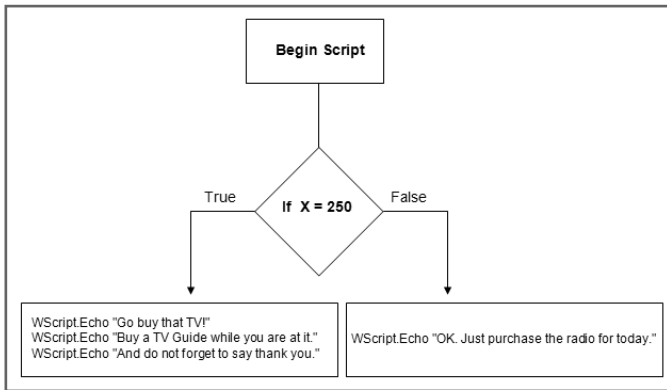 Begin Script
If X = 250
True
False
WScript.Echo "Go buy that TV!"
WScript.Echo "Buy a TV Guide while you are at it."
WScript.Echo "And do not forget to say thank you."
WScript.Echo "OK. Just purchase the radio for today."